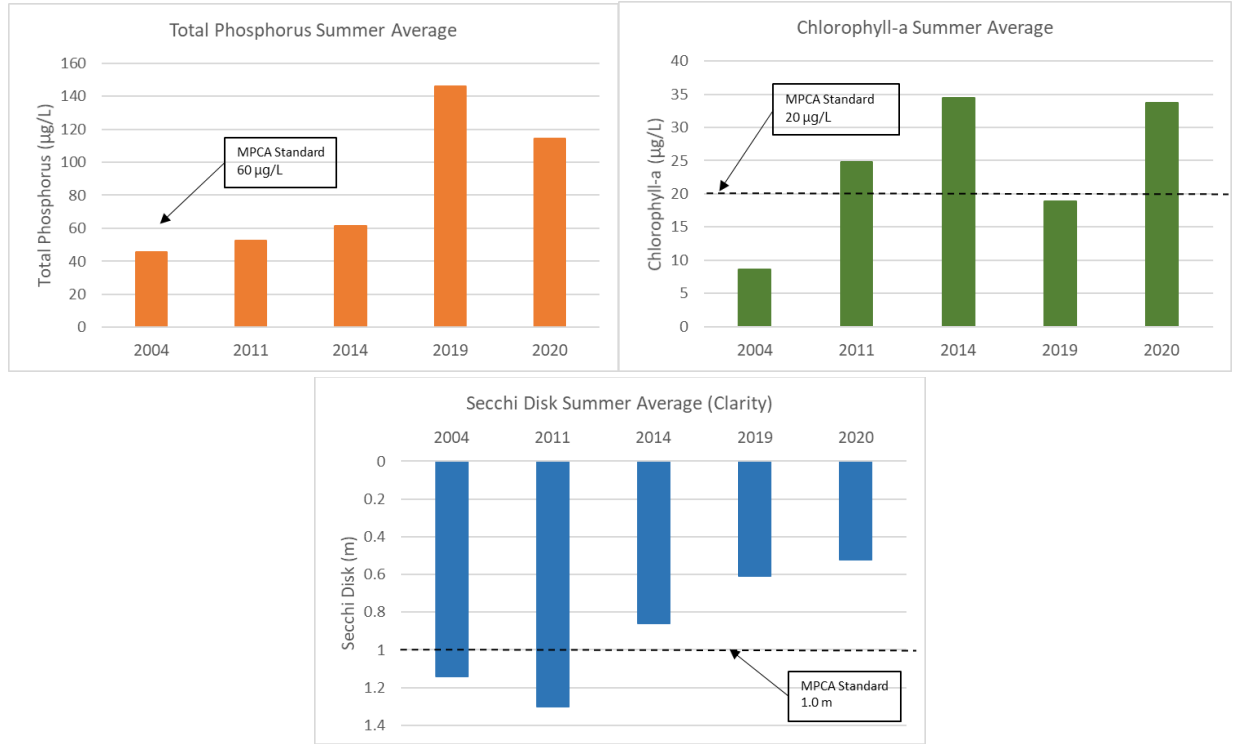 Total Phosphorus Summer Average
Total Phosphorus (µg/L)
160
140
120
100
80
60
40
20
0
MPCA Standard
60 µg/L
2004 2011 2014 2019 2020
Chlorophyll-a Summer Average
Chlorophyll-a (µg/L)
40
35
30
25
20
15
10
5
0
MPCA Standard
20 µg/L
2004 2011 2014 2019 2020
Secchi Disk Summer Average (Clarity)
2004 2011 2014 2019 2020
Secchi Disk (m)
0
0.2
0.4
0.6
0.8
1
1.2
1.4
MPCA Standard
1.0 m